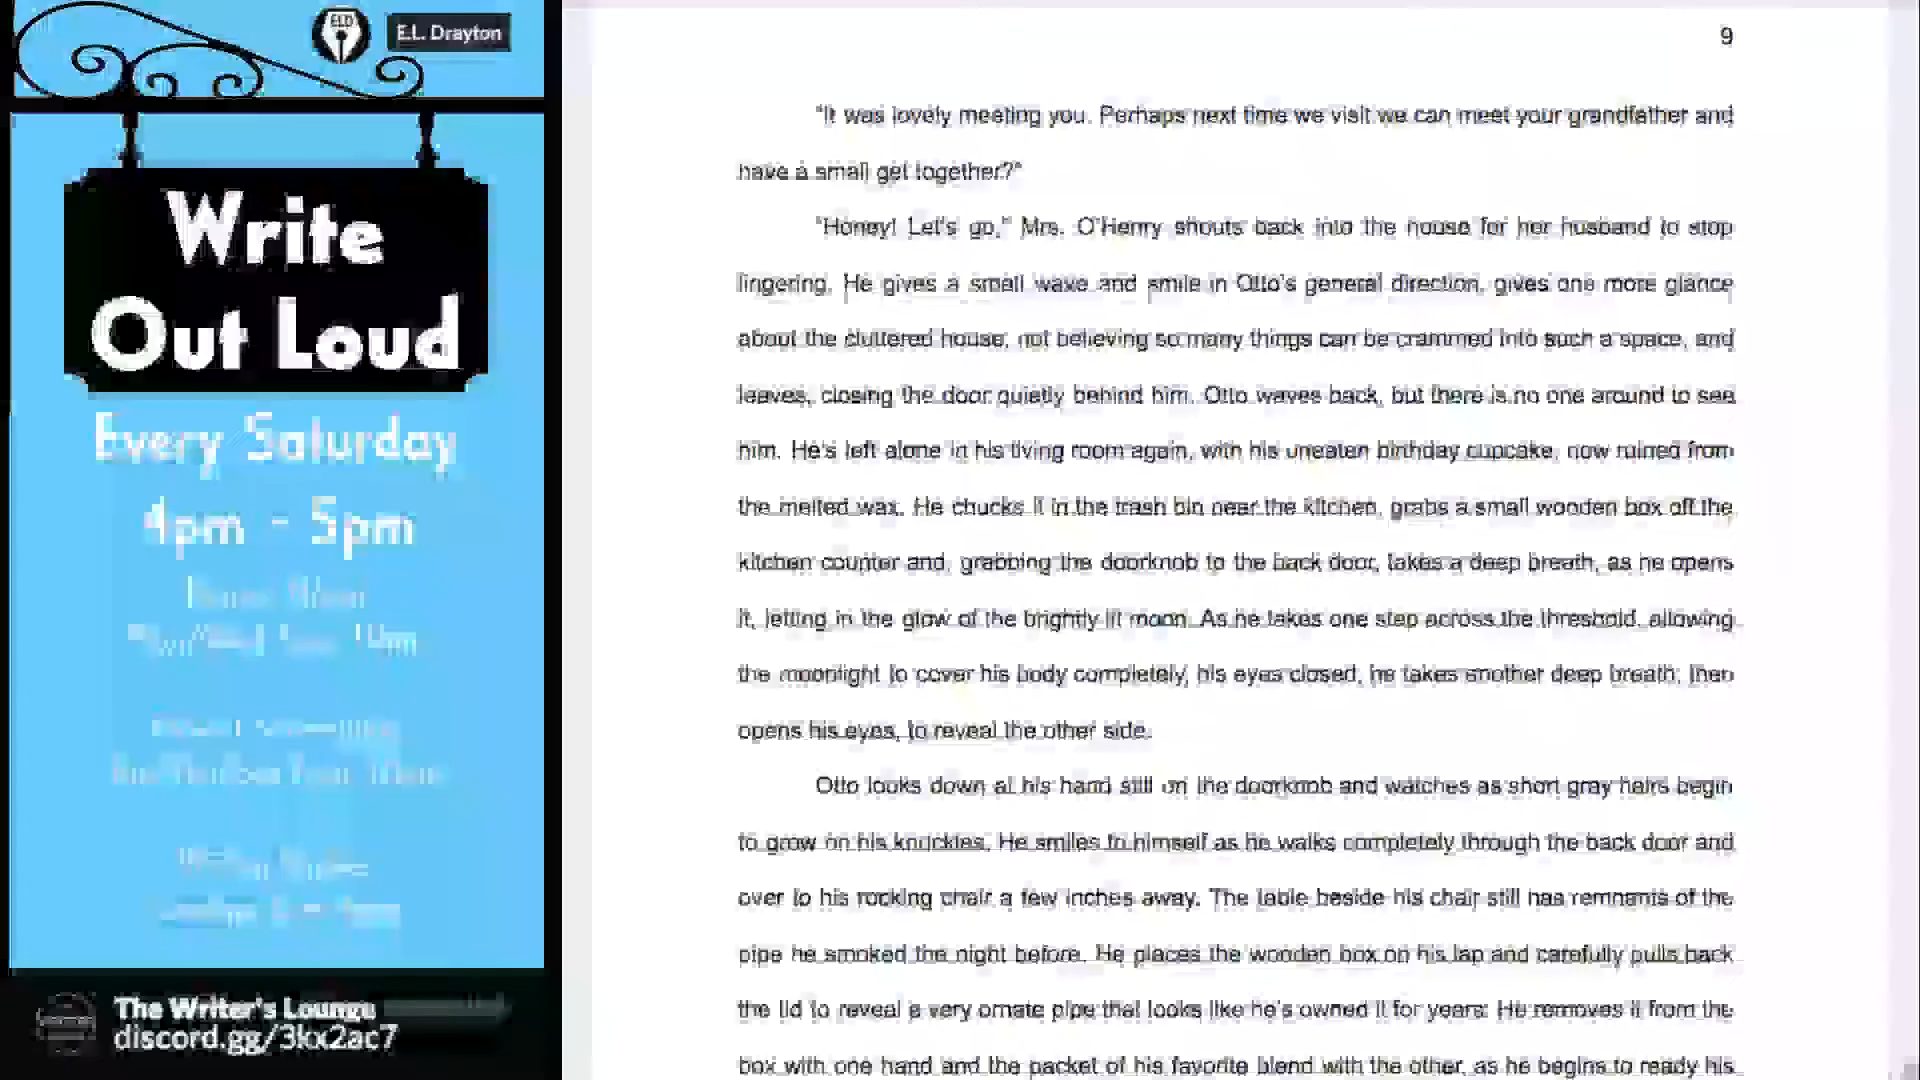 ELD
E.L. Drayton
Write
Out Loud
Every Saturday
4pm - 5pm
The Writer's Lounge
discord.gg/3kx2ac7
9
"It was lovely meeting you. Perhaps next time we visit we can meet your grandfather and
have a small get together?"
"Honey! Let's go," Mrs. O'Henry shouts back into the house for her husband to stop
lingering. He gives a small wave and smile in Otto's general direction, gives one more glance
about the cluttered house, not believing so many things can be crammed into such a space, and
leaves, closing the door quietly behind him. Otto waves back, but there is no one around to see
him. He's left alone in his living room again, with his uneaten birthday cupcake, now ruined from
the melted wax. He chucks it in the trash bin near the kitchen, grabs a small wooden box off the
kitchen counter and, grabbing the doorknob to the back door, takes a deep breath, as he opens
it, letting in the glow of the brightly lit moon. As he takes one step across the threshold, allowing
the moonlight to cover his body completely, his eyes closed, he takes another deep breath, then
opens his eyes, to reveal the other side.
Otto looks down at his hand still on the doorknob and watches as short gray hairs begin
to grow on his knuckles. He smiles to himself as he walks completely through the back door and
over to his rocking chair a few inches away. The table beside his chair still has remnants of the
pipe he smoked the night before. He places the wooden box on his lap and carefully pulls back
the lid to reveal a very ornate pipe that looks like he's owned it for years. He removes it from the
box with one hand and the packet of his favorite blend with the other, as he begins to ready his